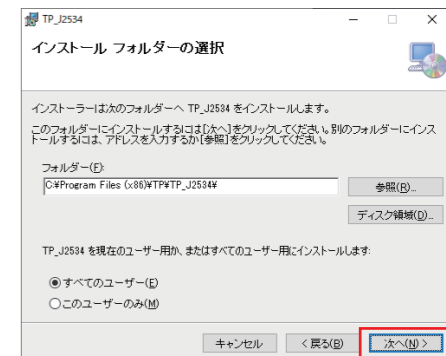 TP_J2534
インストール フォルダーの選択
インストーラーは次のフォルダーへ TP_J2534 をインストールします。
このフォルダーにインストールするには[次へ]をクリックしてください。別のフォルダーにインス
トールするには、アドレスを入力するか[参照]をクリックしてください。
フォルダー(F):
C:¥Program Files (x86)¥TP¥TP_J2534¥
参照(R)...
ディスク領域(D)...
TP_J2534 を現在のユーザー用か、またはすべてのユーザー用にインストールします:
すべてのユーザー(E)
このユーザーのみ(M)
キャンセル
< 戻る(B)
次へ(N) >